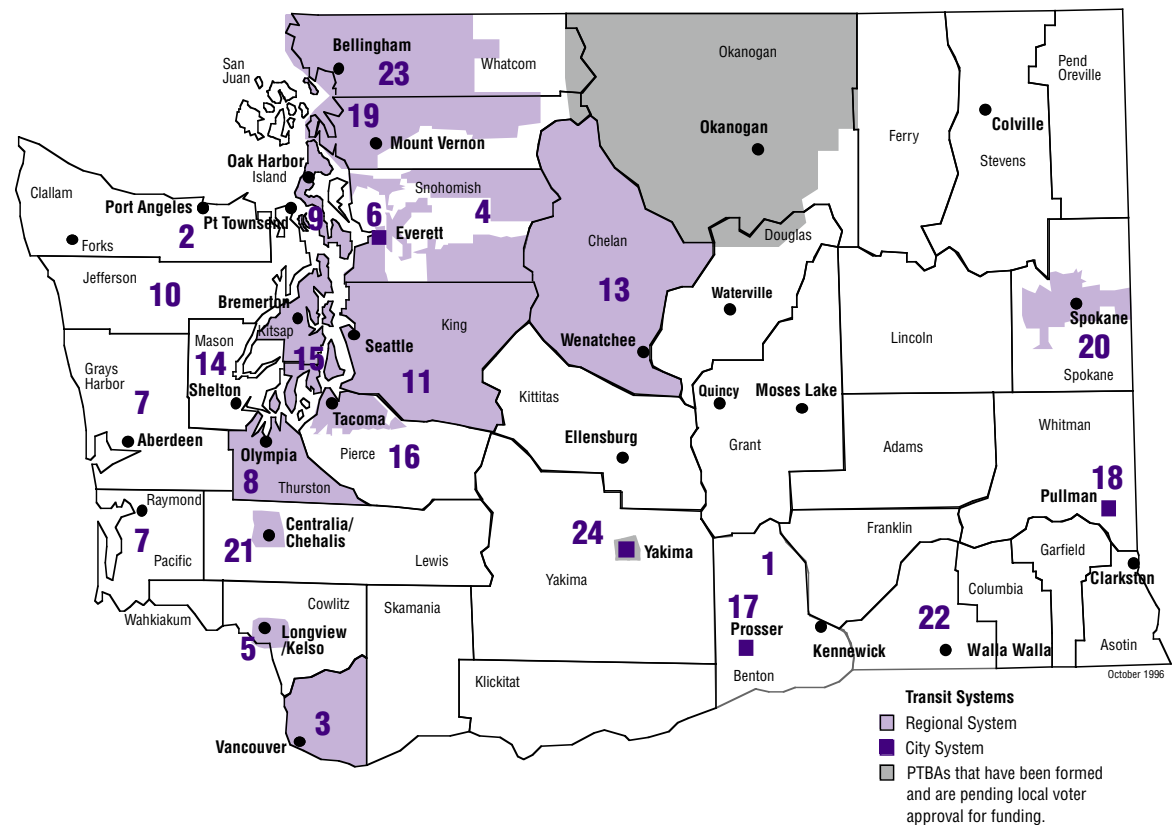 San
Juan
Bellingham
23
Whatcom
Okanogan
Pend
Oreville
19
Mount Vernon
Okanogan
Ferry
Colville
Stevens
Oak Harbor
Island
Clallam
Port Angeles
Pt Townsend
2
Forks
9
6
Snohomish
4
Everett
Chelan
Douglas
Jefferson
10
Bremerton
13
Waterville
Spokane
20
Spokane
Mason
14
Kitsap
15
Seattle
King
11
Wenatchee
Lincoln
Grays
Harbor
7
Shelton
Tacoma
Kittitas
Quincy
Moses Lake
Aberdeen
Olympia
8
Thurston
Pierce
16
Ellensburg
Grant
Adams
Whitman
18
Pullman
Raymond
7
Pacific
21
Centralia/
Chehalis
Lewis
24
Yakima
Yakima
Franklin
Garfield
Clarkston
1
17
Prosser
Benton
Kennewick
Columbia
22
Walla Walla
Asotin
Wahkiakum
Cowlitz
5
Longview
/Kelso
Skamania
Klickitat
3
Vancouver
October 1996
Transit Systems
Regional System
City System
PTBAs that have been formed
and are pending local voter
approval for funding.